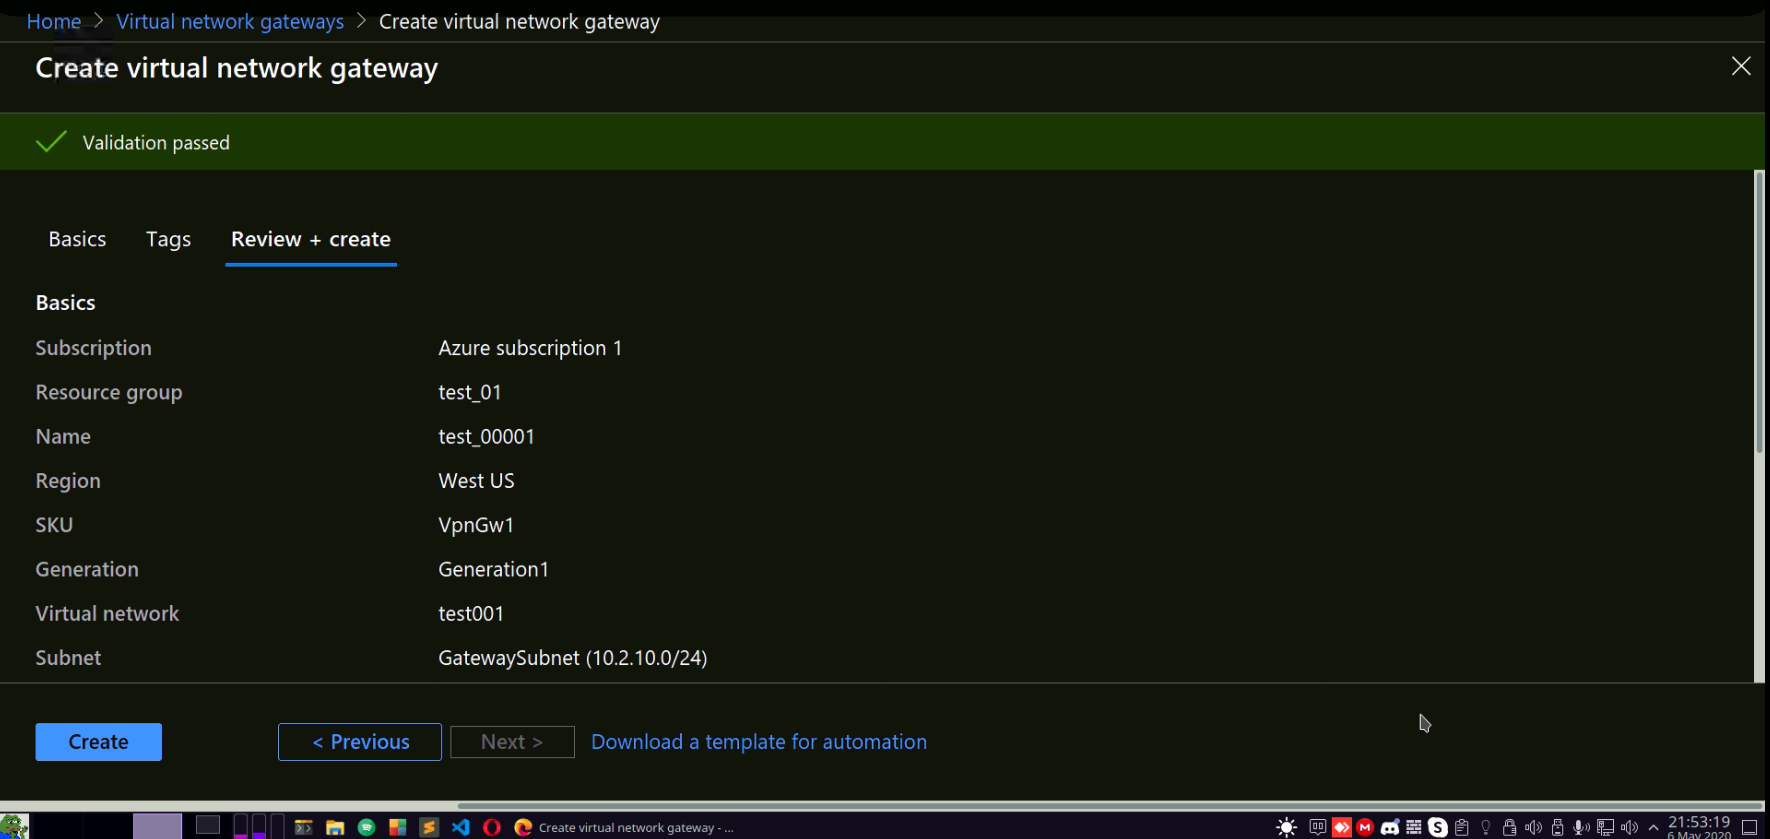 Home > Virtual network gateways > Create virtual network gateway
Create virtual network gateway
Validation passed
Basics Tags Review + create
Basics
Subscription Azure subscription 1
Resource group test_01
Name test_00001
Region West US
SKU VpnGw1
Generation Generation1
Virtual network test001
Subnet GatewaySubnet (10.2.10.0/24)
Create < Previous Next > Download a template for automation
Create virtual network gateway - ... 21:53:19
6 May 2020